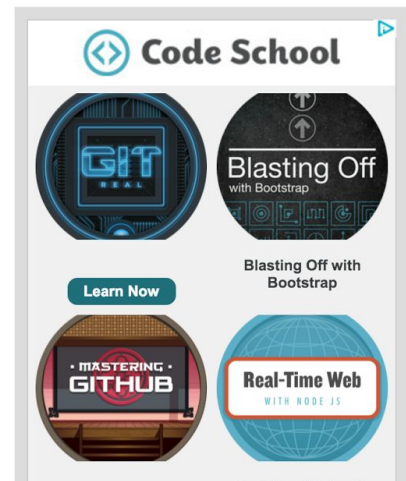 Code School
GIT
REAL
Blasting Off
with Bootstrap
Learn Now
Blasting Off with
Bootstrap
• MASTERING •
GITHUB
Real-Time Web
WITH NODE JS